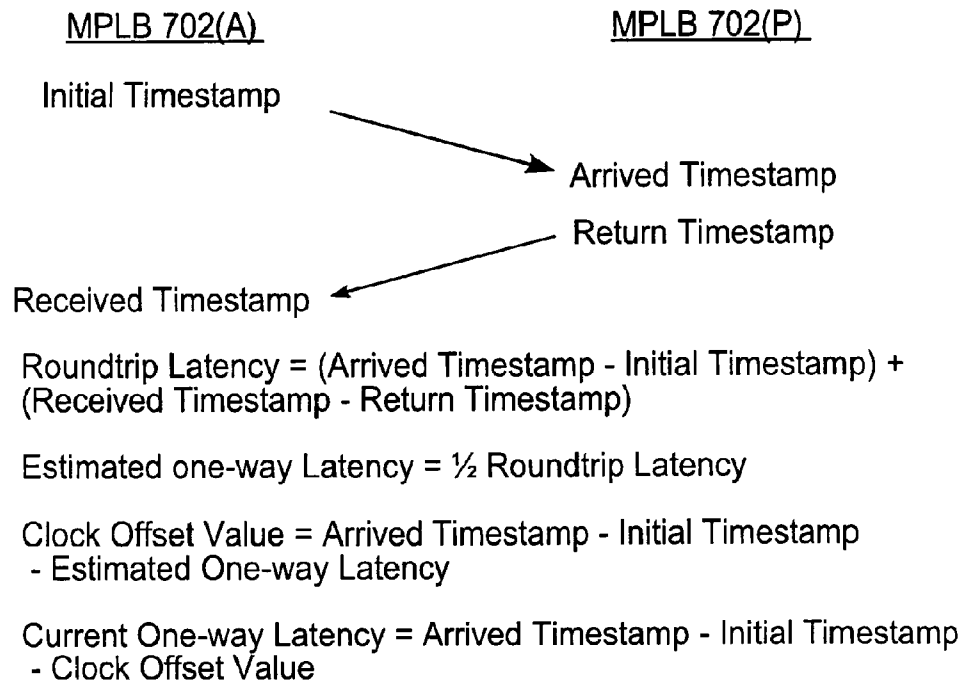 MPLB 702(A) MPLB 702(P)
Initial Timestamp
Arrived Timestamp
Return Timestamp
Received Timestamp
Roundtrip Latency = (Arrived Timestamp - Initial Timestamp) +
(Received Timestamp - Return Timestamp)
Estimated one-way Latency = ½ Roundtrip Latency
Clock Offset Value = Arrived Timestamp - Initial Timestamp
- Estimated One-way Latency
Current One-way Latency = Arrived Timestamp - Initial Timestamp
- Clock Offset Value